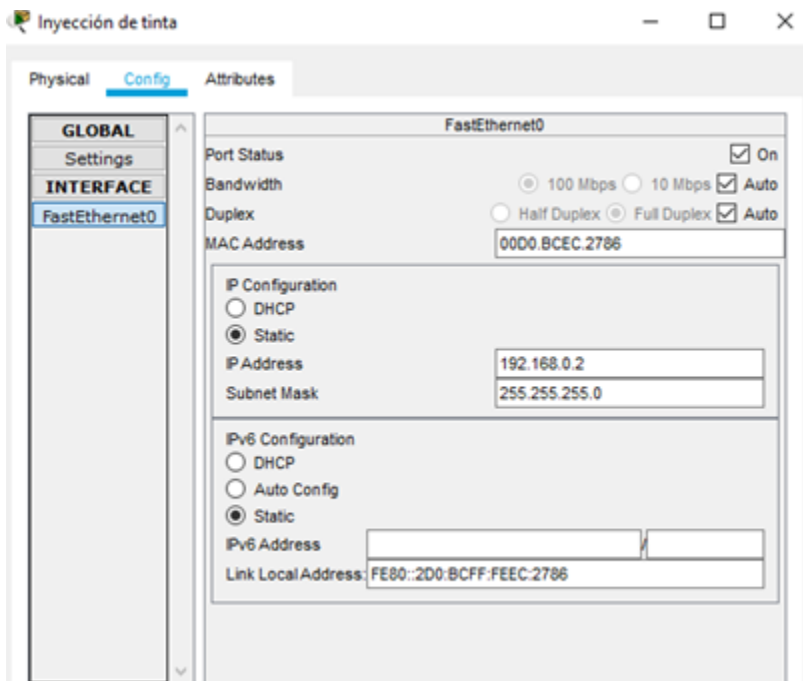 Inyección de tinta
Physical Config Attributes
GLOBAL
Settings
INTERFACE
FastEthernet0
FastEthernet0
Port Status On
Bandwidth 100 Mbps 10 Mbps Auto
Duplex Half Duplex Full Duplex Auto
MAC Address 00D0.BCEC.2786
IP Configuration
DHCP
Static
IP Address 192.168.0.2
Subnet Mask 255.255.255.0
IPv6 Configuration
DHCP
Auto Config
Static
IPv6 Address /
Link Local Address: FE80::2D0:BCFF:FEEC:2786